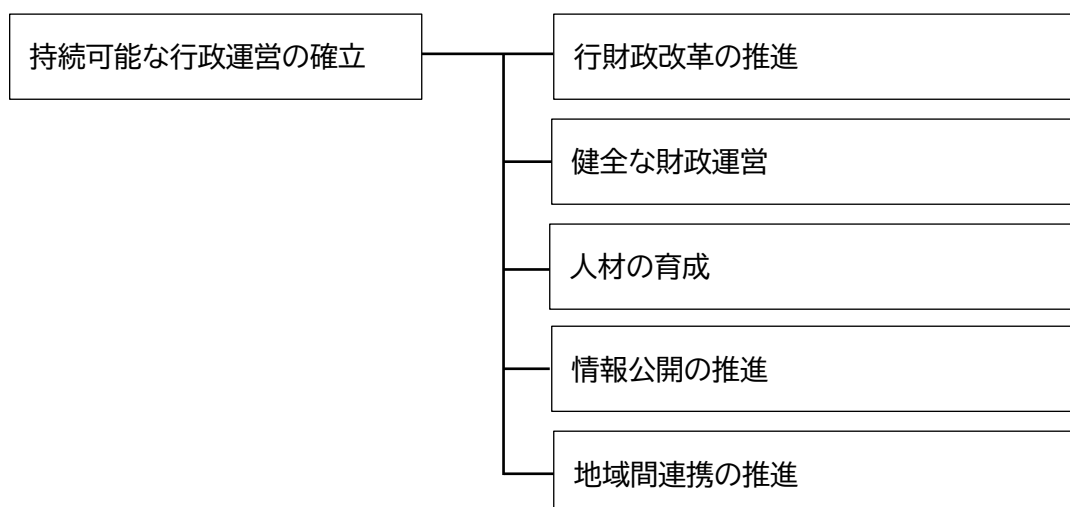 持続可能な行政運営の確立
行財政改革の推進
健全な財政運営
人材の育成
情報公開の推進
地域間連携の推進